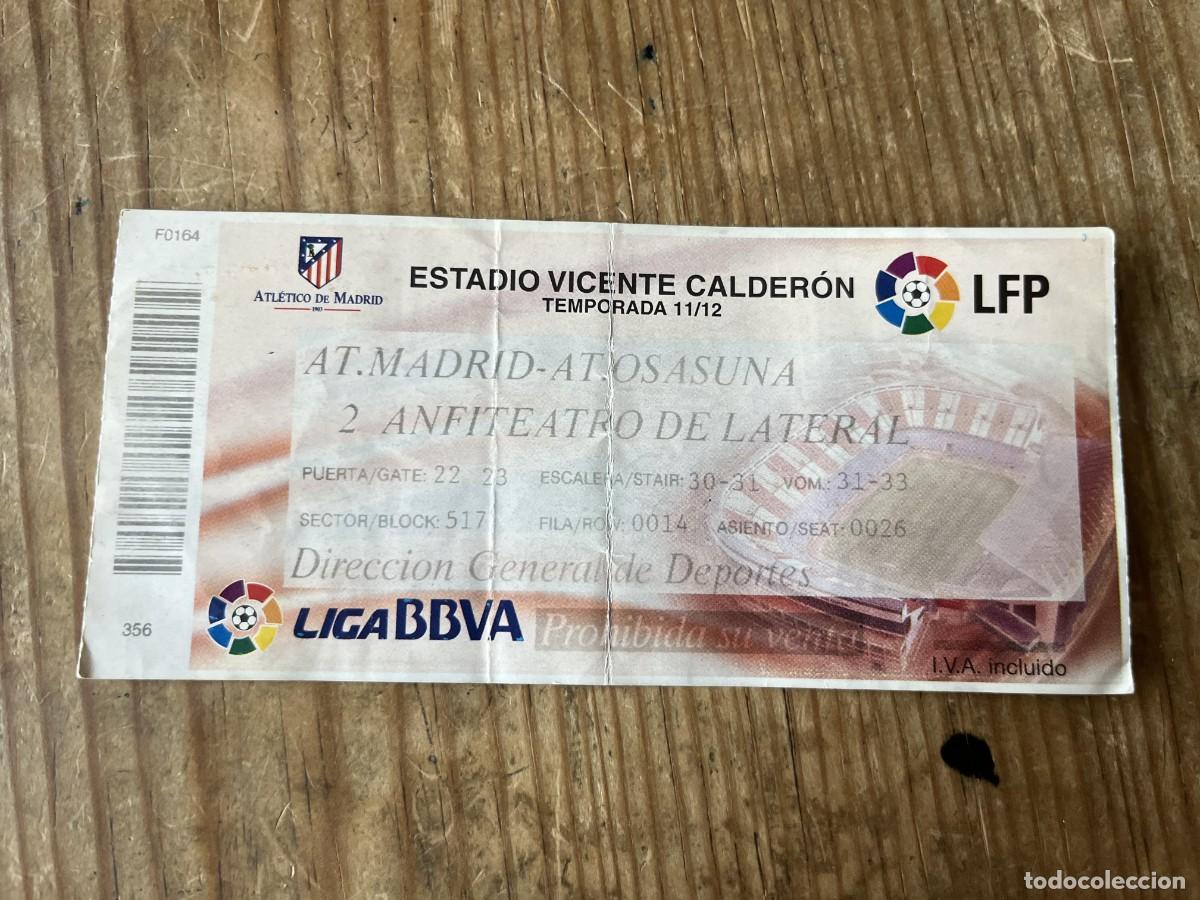 F0164
ATLÉTICO DE MADRID
1903
ESTADIO VICENTE CALDERÓN
TEMPORADA 11/12
LFP
AT.MADRID-AT.OSASUNA
2 ANFITEATRO DE LATERAL
PUERTA/GATE: 22 23 ESCALERA/STAIR: 30-31 VOM.: 31-33
SECTOR/BLOCK: 517 FILA/ROW: 0014 ASIENTO/SEAT: 0026
Direccion General de Deportes
LIGA BBVA Prohibida su venta
356
I.V.A. incluido
todocoleccion